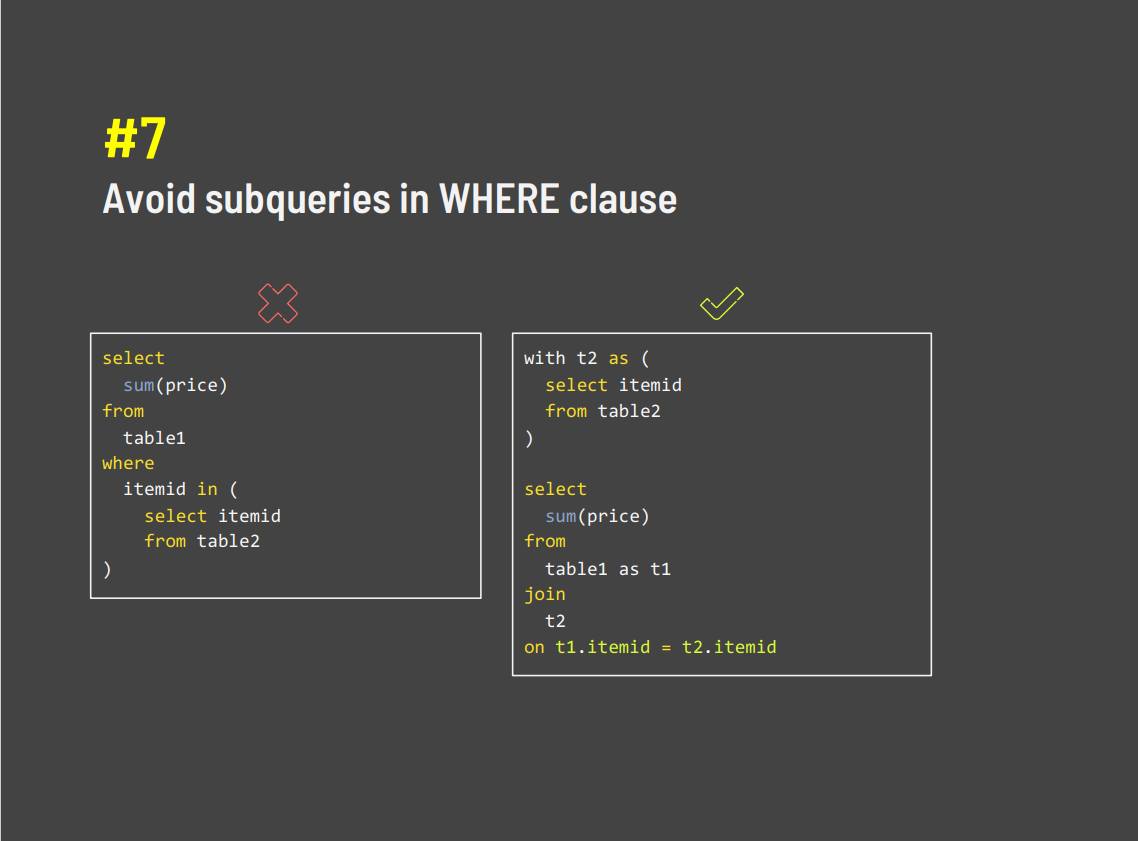 #7
Avoid subqueries in WHERE clause
select
  sum(price)
from
  table1
where
  itemid in (
    select itemid
    from table2
)
with t2 as (
  select itemid
  from table2
)

select
  sum(price)
from
  table1 as t1
join
  t2
on t1.itemid = t2.itemid